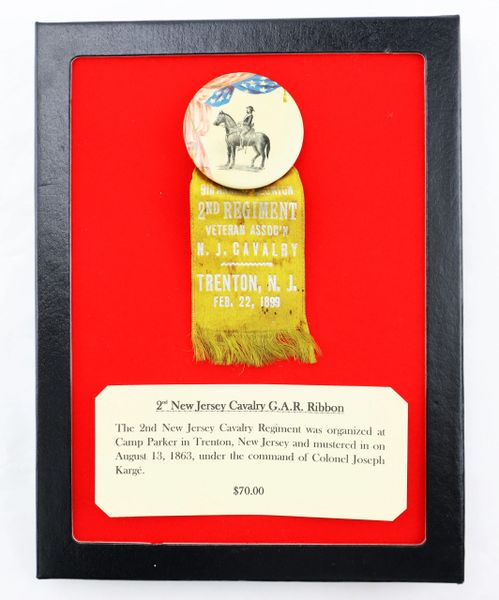 2ND REGIMENT
VETERAN ASSOC'N
N. J. CAVALRY
TRENTON, N. J.
FEB. 22, 1899
2nd New Jersey Cavalry G.A.R. Ribbon
The 2nd New Jersey Cavalry Regiment was organized at
Camp Parker in Trenton, New Jersey and mustered in on
August 13, 1863, under the command of Colonel Joseph
Kargé.
$70.00